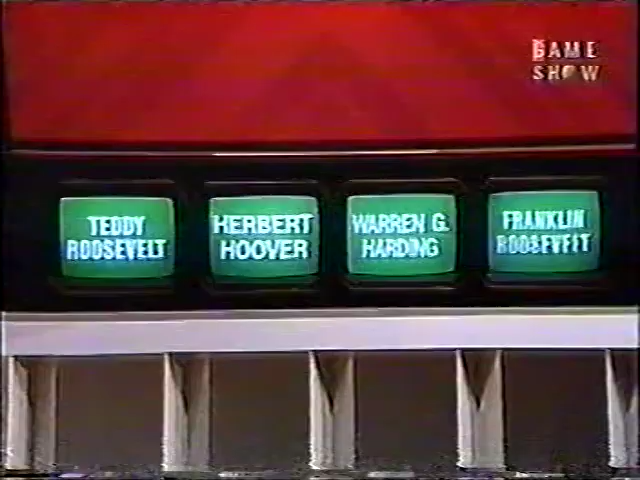 GAME
SHOW
TEDDY
ROOSEVELT
HERBERT
HOOVER
WARREN G.
HARDING
FRANKLIN
ROOSEVELT